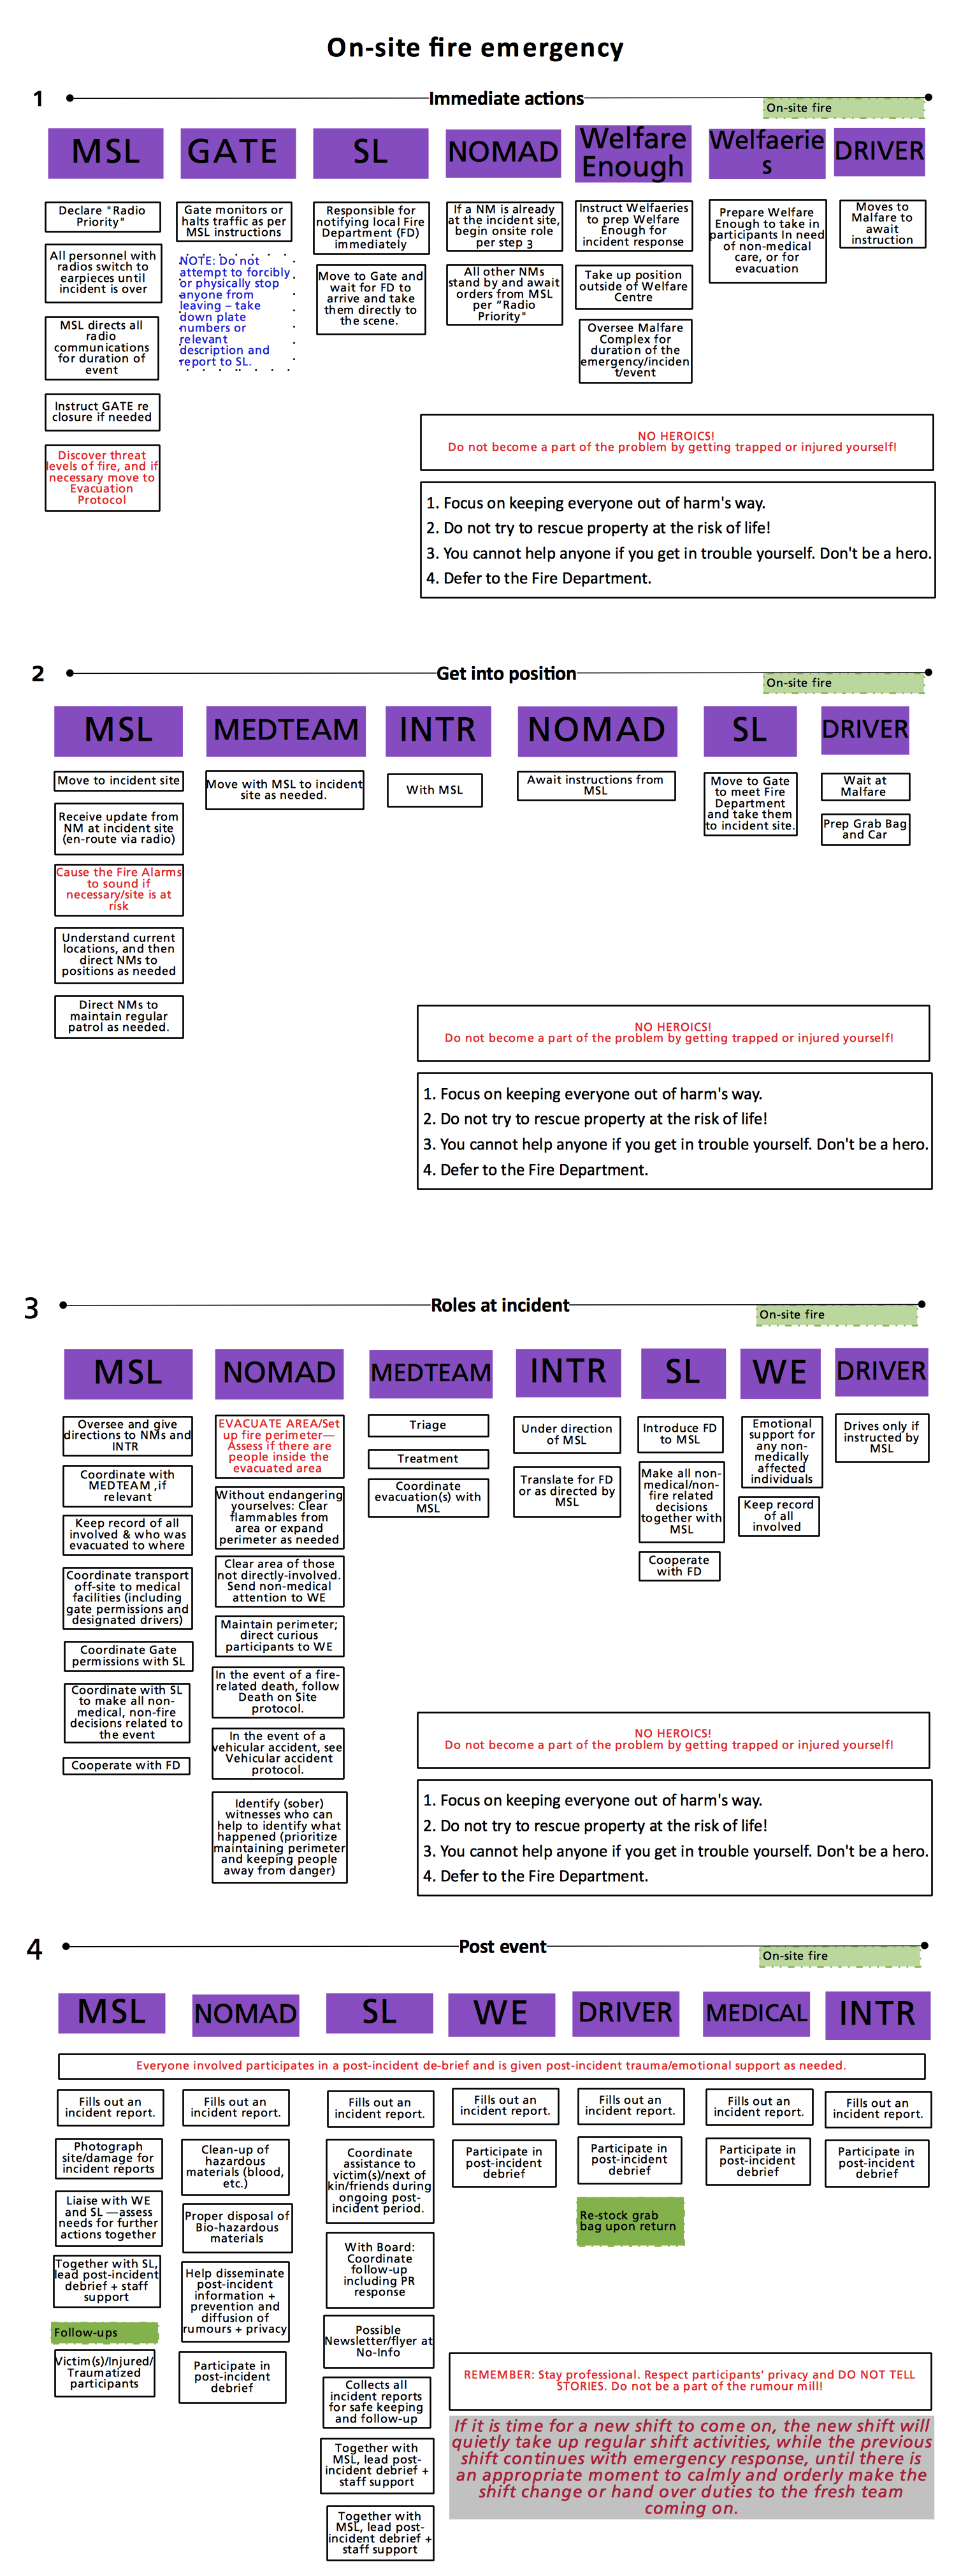 On-site fire emergency
1
Immediate actions
On-site fire
MSL
GATE
SL
NOMAD
Welfare
Enough
Welfaerie
s
DRIVER
Declare "Radio
Priority"
All personnel with
radios switch to
earpieces until
incident is over
MSL directs all
radio
communications
for duration of
event
Instruct GATE re
closure if needed
Discover threat
levels of fire, and if
necessary move to
Evacuation
Protocol
Gate monitors or
halts traffic as per
MSL instructions
NOTE: Do not
attempt to forcibly
or physically stop
anyone from
leaving – take
down plate
numbers or
relevant
description and
report to SL.
Responsible for
notifying local Fire
Department (FD)
immediately
Move to Gate and
wait for FD to
arrive and take
them directly to
the scene.
If a NM is already
at the incident site,
begin onsite role
per step 3
All other NMs
stand by and await
orders from MSL
per “Radio
Priority"
Instruct Welfaeries
to prep Welfare
Enough for
incident response
Take up position
outside of Welfare
Centre
Oversee Malfare
Complex for
duration of the
emergency/inciden
t/event
Prepare Welfare
Enough to take in
participants In need
of non-medical
care, or for
evacuation
Moves to
Malfare to
await
instruction
NO HEROICS!
Do not become a part of the problem by getting trapped or injured yourself!
1. Focus on keeping everyone out of harm's way.
2. Do not try to rescue property at the risk of life!
3. You cannot help anyone if you get in trouble yourself. Don't be a hero.
4. Defer to the Fire Department.
2
Get into position
On-site fire
MSL
MEDTEAM
INTR
NOMAD
SL
DRIVER
Move to incident site
Receive update from
NM at incident site
(en-route via radio)
Cause the Fire Alarms
to sound if
necessary/site is at
risk
Understand current
locations, and then
direct NMs to
positions as needed
Direct NMs to
maintain regular
patrol as needed.
Move with MSL to incident
site as needed.
With MSL
Await instructions from
MSL
Move to Gate
to meet Fire
Department
and take them
to incident site.
Wait at
Malfare
Prep Grab Bag
and Car
NO HEROICS!
Do not become a part of the problem by getting trapped or injured yourself!
1. Focus on keeping everyone out of harm's way.
2. Do not try to rescue property at the risk of life!
3. You cannot help anyone if you get in trouble yourself. Don't be a hero.
4. Defer to the Fire Department.
3
Roles at incident
On-site fire
MSL
NOMAD
MEDTEAM
INTR
SL
WE
DRIVER
Oversee and give
directions to NMs and
INTR
Coordinate with
MEDTEAM ,if
relevant
Keep record of all
involved & who was
evacuated to where
Coordinate transport
off-site to medical
facilities (including
gate permissions and
designated drivers)
Coordinate Gate
permissions with SL
Coordinate with SL
to make all non-
medical, non-fire
decisions related to
the event
Cooperate with FD
EVACUATE AREA/Set
up fire perimeter—
Assess if there are
people inside the
evacuated area
Without endangering
yourselves: Clear
flammables from
area or expand
perimeter as needed
Clear area of those
not directly-involved.
Send non-medical
attention to WE
Maintain perimeter;
direct curious
participants to WE
In the event of a fire-
related death, follow
Death on Site
protocol.
In the event of a
vehicular accident, see
Vehicular accident
protocol.
Identify (sober)
witnesses who can
help to identify what
happened (prioritize
maintaining perimeter
and keeping people
away from danger)
Triage
Treatment
Coordinate
evacuation(s) with
MSL
Under direction
of MSL
Translate for FD
or as directed by
MSL
Introduce FD
to MSL
Make all non-
medical/non-
fire related
decisions
together with
MSL
Cooperate
with FD
Emotional
support for
any non-
medically
affected
individuals
Keep record
of all
involved
Drives only if
instructed by
MSL
NO HEROICS!
Do not become a part of the problem by getting trapped or injured yourself!
1. Focus on keeping everyone out of harm's way.
2. Do not try to rescue property at the risk of life!
3. You cannot help anyone if you get in trouble yourself. Don't be a hero.
4. Defer to the Fire Department.
4
Post event
On-site fire
MSL
NOMAD
SL
WE
DRIVER
MEDICAL
INTR
Everyone involved participates in a post-incident de-brief and is given post-incident trauma/emotional support as needed.
Fills out an
incident report.
Photograph
site/damage for
incident reports
Liaise with WE
and SL —assess
needs for further
actions together
Together with SL,
lead post-incident
debrief + staff
support
Follow-ups
Victim(s)/Injured/
Traumatized
participants
Fills out an
incident report.
Clean-up of
hazardous
materials (blood,
etc.)
Proper disposal of
Bio-hazardous
materials
Help disseminate
post-incident
information +
prevention and
diffusion of
rumours + privacy
Participate in
post-incident
debrief
Fills out an
incident report.
Coordinate
assistance to
victim(s)/next of
kin/friends during
ongoing post-
incident period.
With Board:
Coordinate
follow-up
including PR
response
Possible
Newsletter/flyer at
No-Info
Collects all
incident reports
for safe keeping
and follow-up
Together with
MSL, lead post-
incident debrief +
staff support
Together with
MSL, lead post-
incident debrief +
staff support
Fills out an
incident report.
Participate in
post-incident
debrief
Fills out an
incident report.
Participate in
post-incident
debrief
Re-stock grab
bag upon return
Fills out an
incident report.
Participate in
post-incident
debrief
Fills out an
incident report.
Participate in
post-incident
debrief
REMEMBER: Stay professional. Respect participants’ privacy and DO NOT TELL
STORIES. Do not be a part of the rumour mill!
If it is time for a new shift to come on, the new shift will
quietly take up regular shift activities, while the previous
shift continues with emergency response, until there is
an appropriate moment to calmly and orderly make the
shift change or hand over duties to the fresh team
coming on.